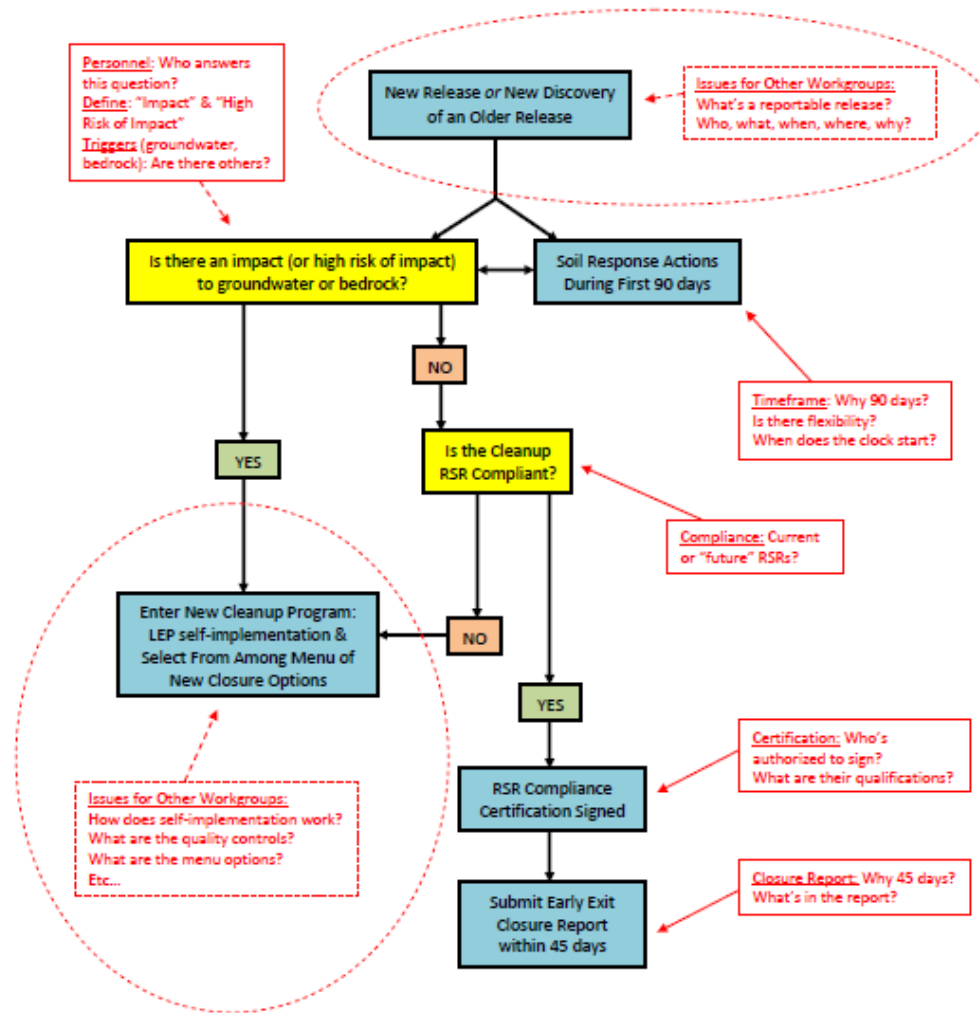 Personnel: Who answers
this question?
Define: "Impact" & "High
Risk of Impact"
Triggers (groundwater,
bedrock): Are there others?
New Release or New Discovery
of an Older Release
Issues for Other Workgroups:
What's a reportable release?
Who, what, when, where, why?
Is there an impact (or high risk of impact)
to groundwater or bedrock?
Soil Response Actions
During First 90 days
NO
Timeframe: Why 90 days?
Is there flexibility?
When does the clock start?
YES
Is the Cleanup
RSR Compliant?
Compliance: Current
or "future" RSRs?
Enter New Cleanup Program:
LEP self-implementation &
Select From Among Menu of
New Closure Options
NO
YES
Issues for Other Workgroups:
How does self-implementation work?
What are the quality controls?
What are the menu options?
Etc...
RSR Compliance
Certification Signed
Certification: Who's
authorized to sign?
What are their qualifications?
Submit Early Exit
Closure Report
within 45 days
Closure Report: Why 45 days?
What's in the report?